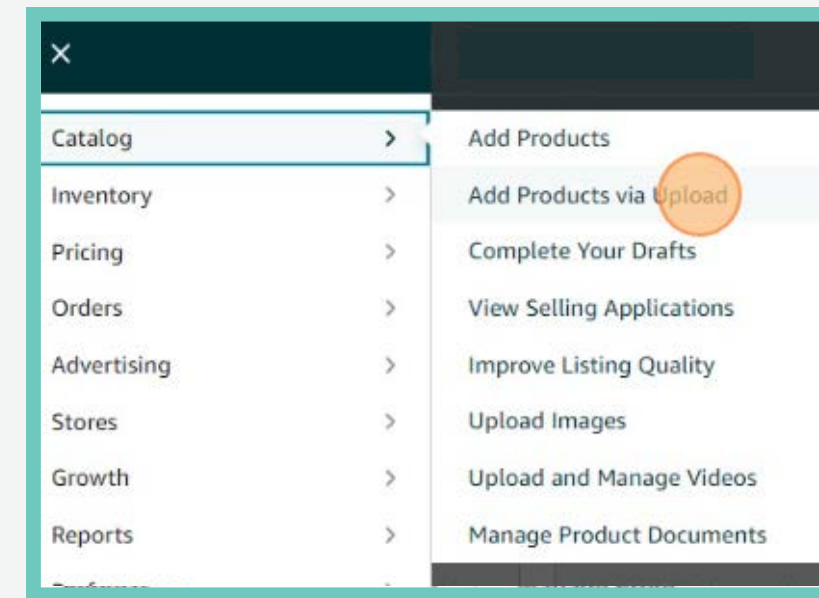 Catalog
Inventory
Pricing
Orders
Advertising
Stores
Growth
Reports
Add Products
Add Products via Upload
Complete Your Drafts
View Selling Applications
Improve Listing Quality
Upload Images
Upload and Manage Videos
Manage Product Documents